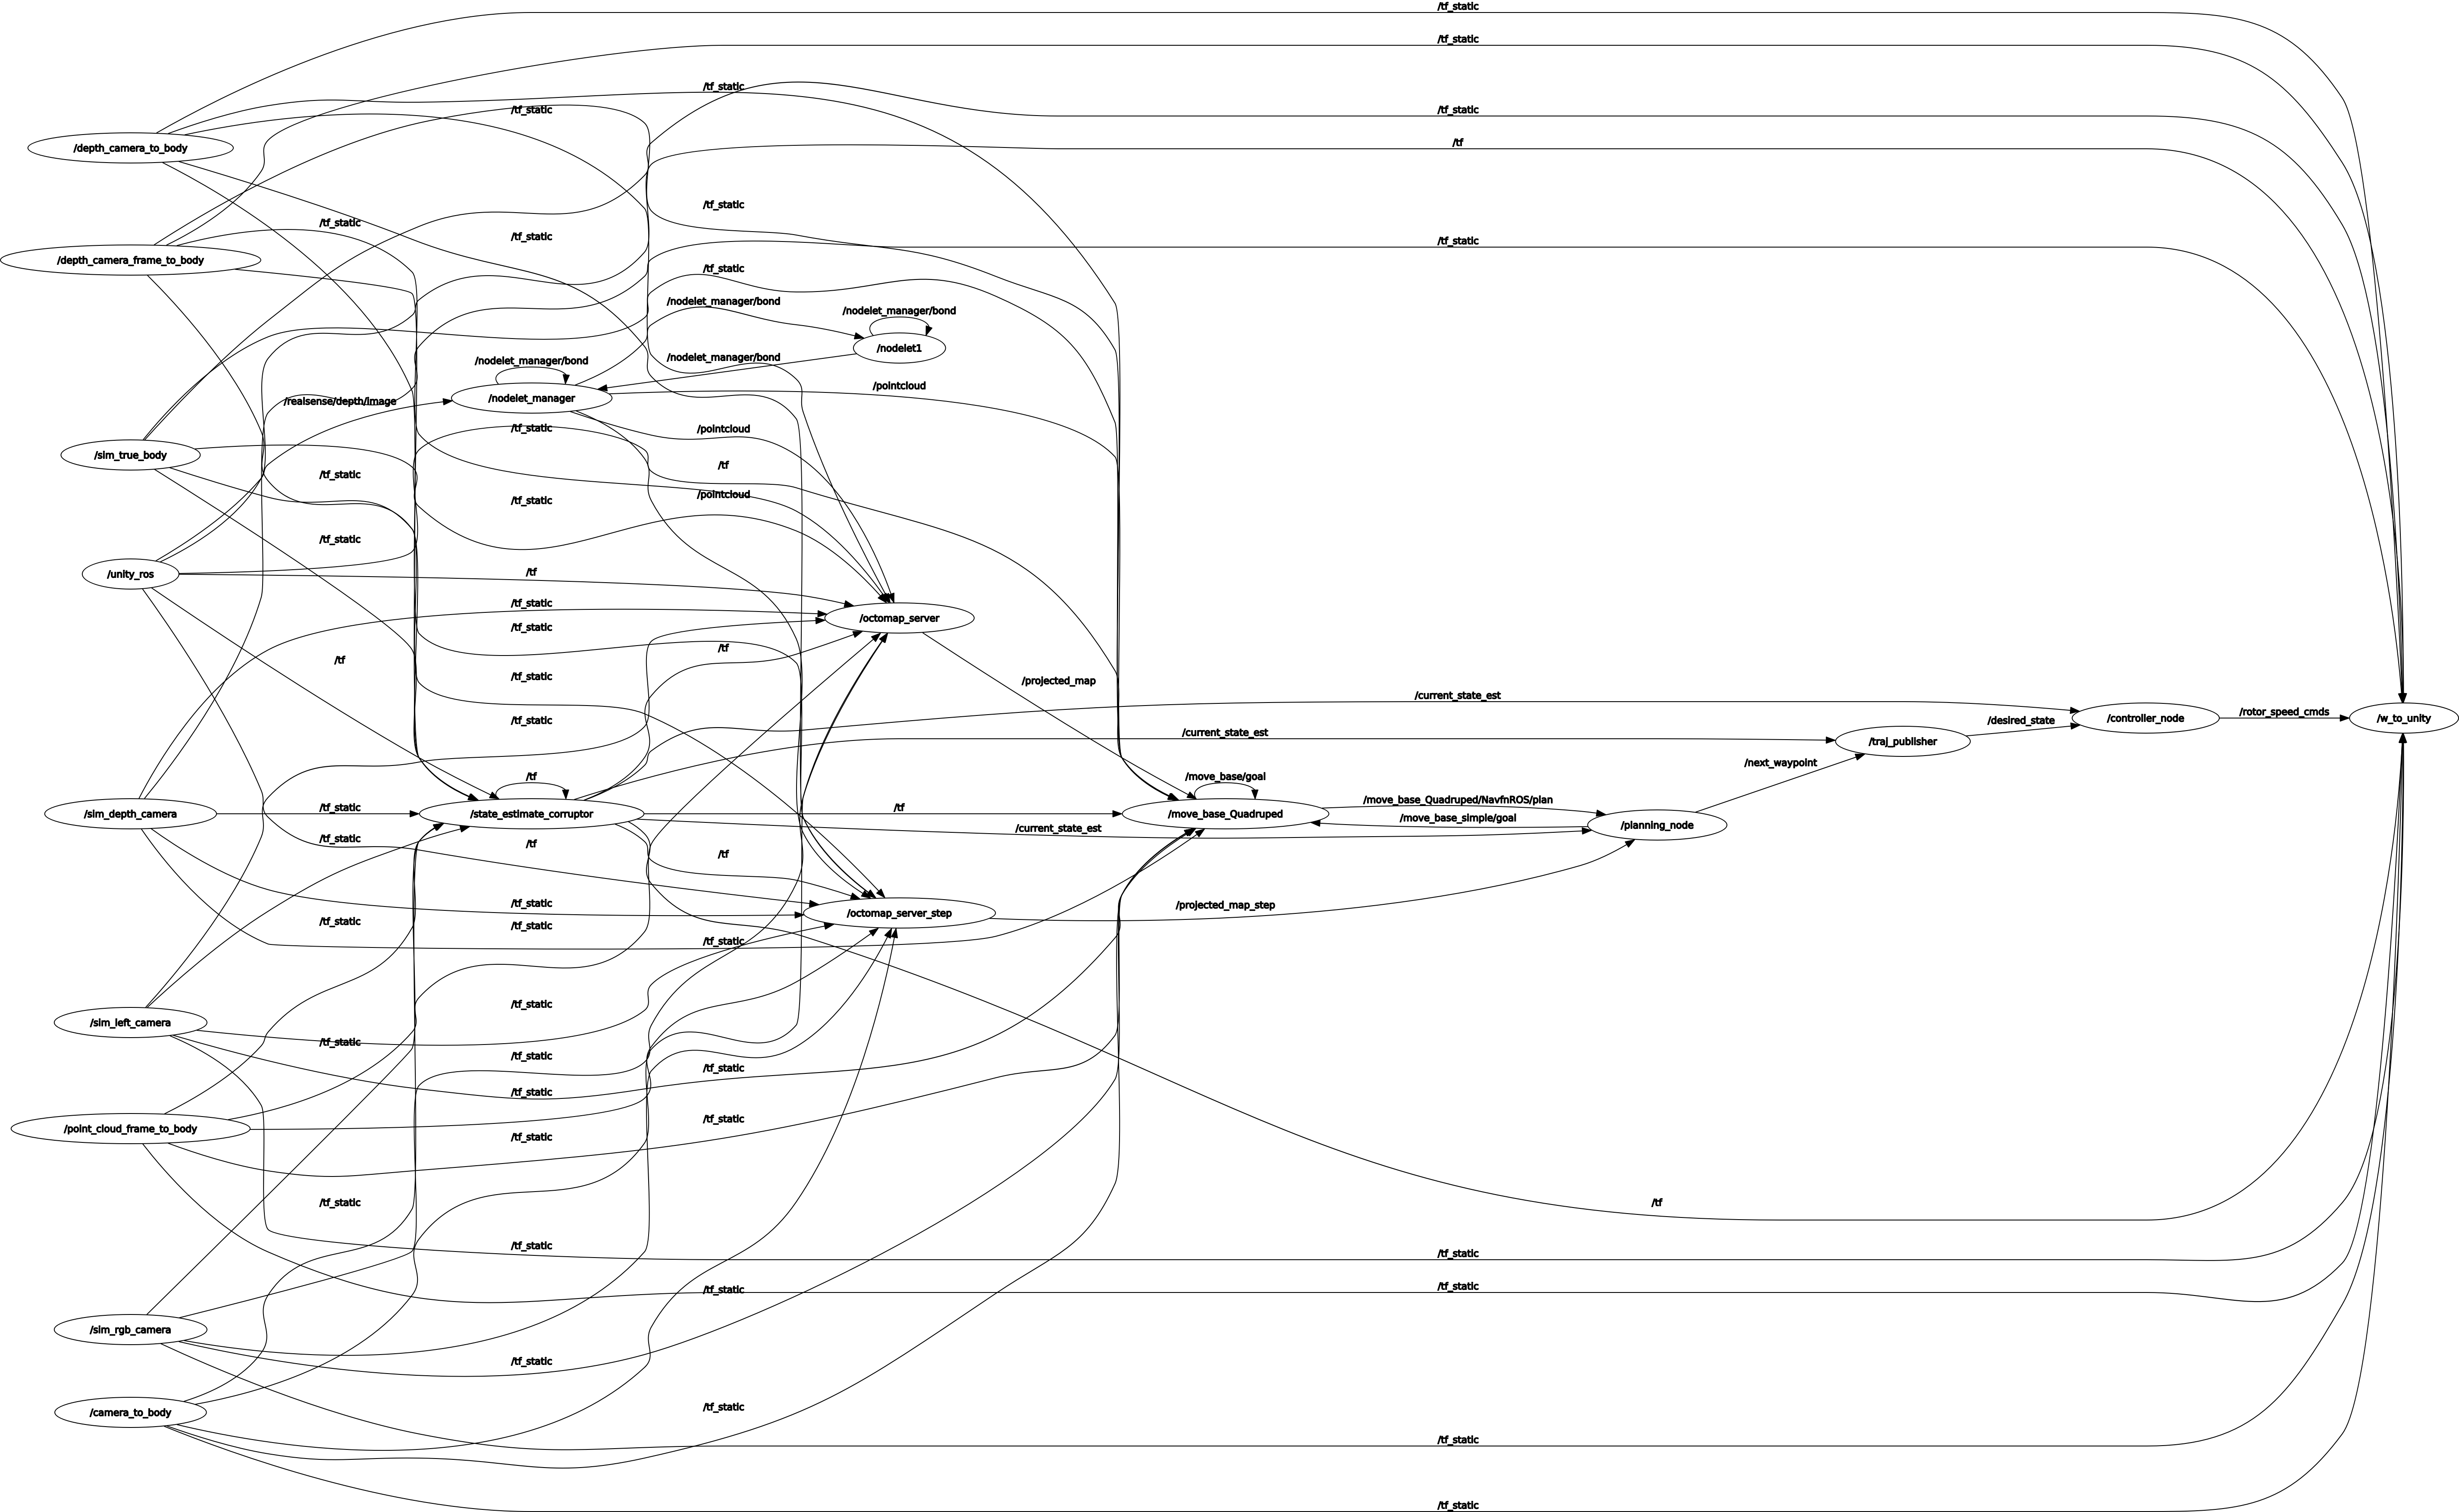 /tf_static
/tf_static
/tf_static
/tf_static
/tf_static
/tf
/depth_camera_to_body
/tf_static
/tf_static
/tf_static
/tf_static
/depth_camera_frame_to_body
/tf_static
/nodelet_manager/bond
/nodelet_manager/bond
/nodelet1
/nodelet_manager/bond
/nodelet_manager/bond
/pointcloud
/nodelet_manager
/realsense/depth/image
/tf_static
/pointcloud
/sim_true_body
/tf
/tf_static
/pointcloud
/tf_static
/tf_static
/unity_ros
/tf
/tf_static
/octomap_server
/tf_static
/tf
/tf
/tf_static
/projected_map
/current_state_est
/rotor_speed_cmds
/controller_node
/w_to_unity
/tf_static
/desired_state
/current_state_est
/traj_publisher
/next_waypoint
/tf
/move_base/goal
/move_base_Quadruped/NavfnROS/plan
/tf_static
/tf
/sim_depth_camera
/state_estimate_corruptor
/move_base_Quadruped
/move_base_simple/goal
/planning_node
/current_state_est
/tf_static
/tf
/tf
/tf_static
/projected_map_step
/octomap_server_step
/tf_static
/tf_static
/tf_static
/tf_static
/sim_left_camera
/tf_static
/tf_static
/tf_static
/tf_static
/tf_static
/point_cloud_frame_to_body
/tf_static
/tf_static
/tf
/tf_static
/tf_static
/tf_static
/tf_static
/sim_rgb_camera
/tf_static
/tf_static
/camera_to_body
/tf_static
/tf_static